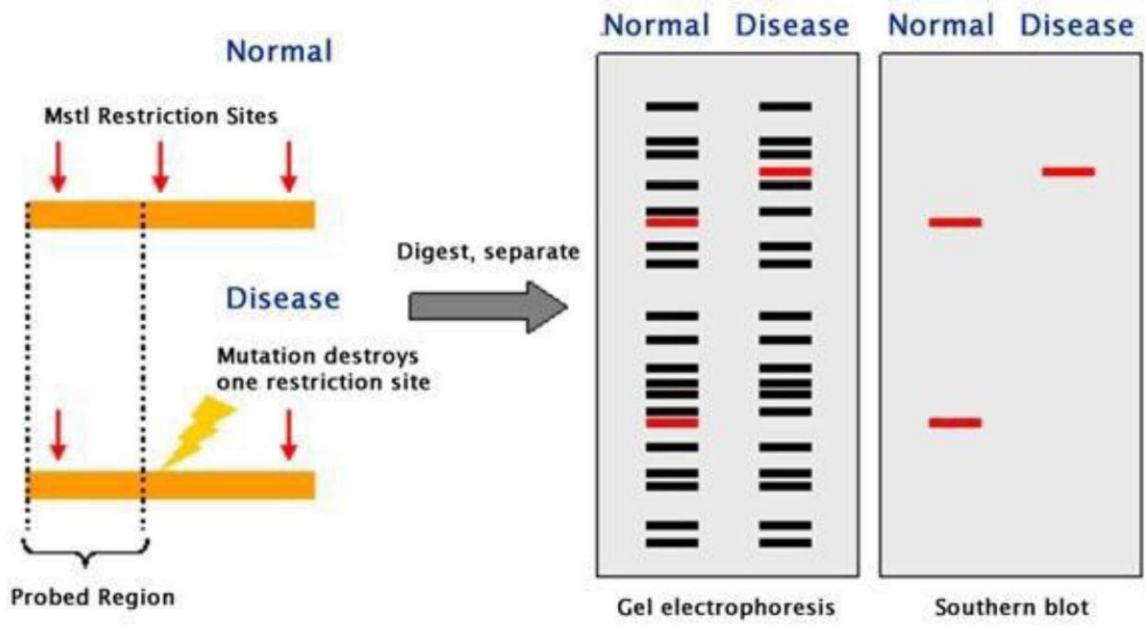 Normal
Mstl Restriction Sites
Disease
Mutation destroys
one restriction site
Probed Region
Digest, separate
Normal Disease
Gel electrophoresis
Normal Disease
Southern blot